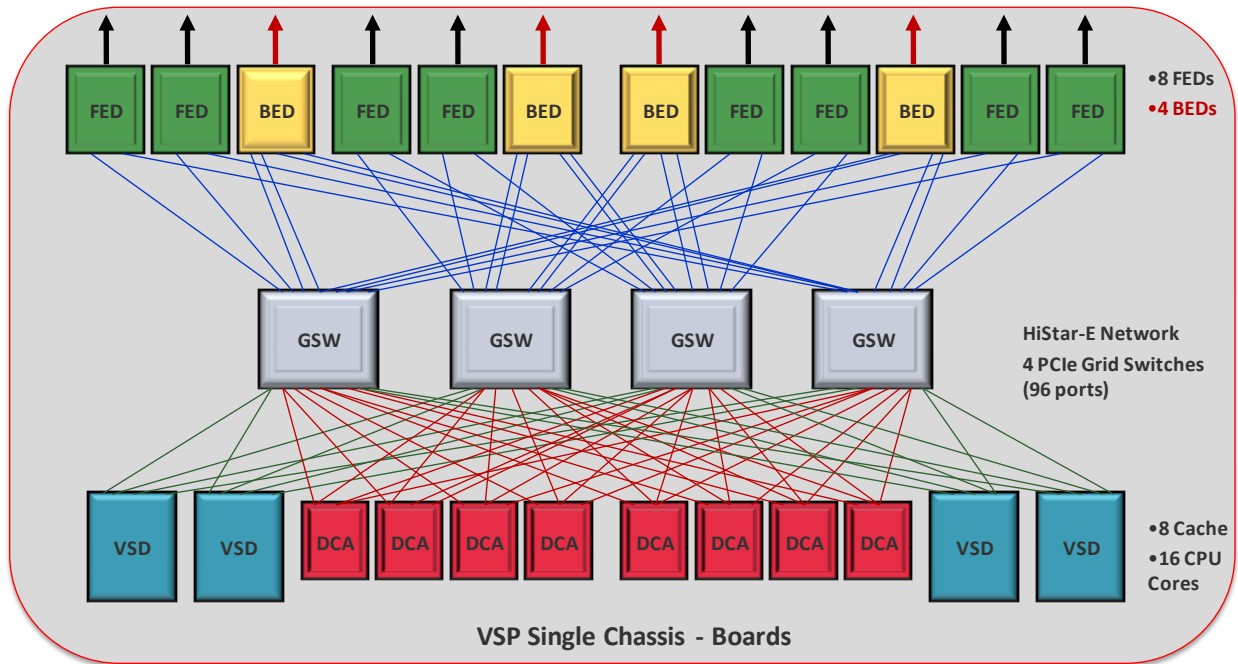 FED
FED
BED
FED
FED
BED
BED
FED
FED
BED
FED
FED
•8 FEDs
•4 BEDs
GSW
GSW
GSW
GSW
HiStar-E Network
4 PCIe Grid Switches
(96 ports)
VSD
VSD
DCA
DCA
DCA
DCA
DCA
DCA
DCA
DCA
VSD
VSD
•8 Cache
•16 CPU
Cores
VSP Single Chassis - Boards